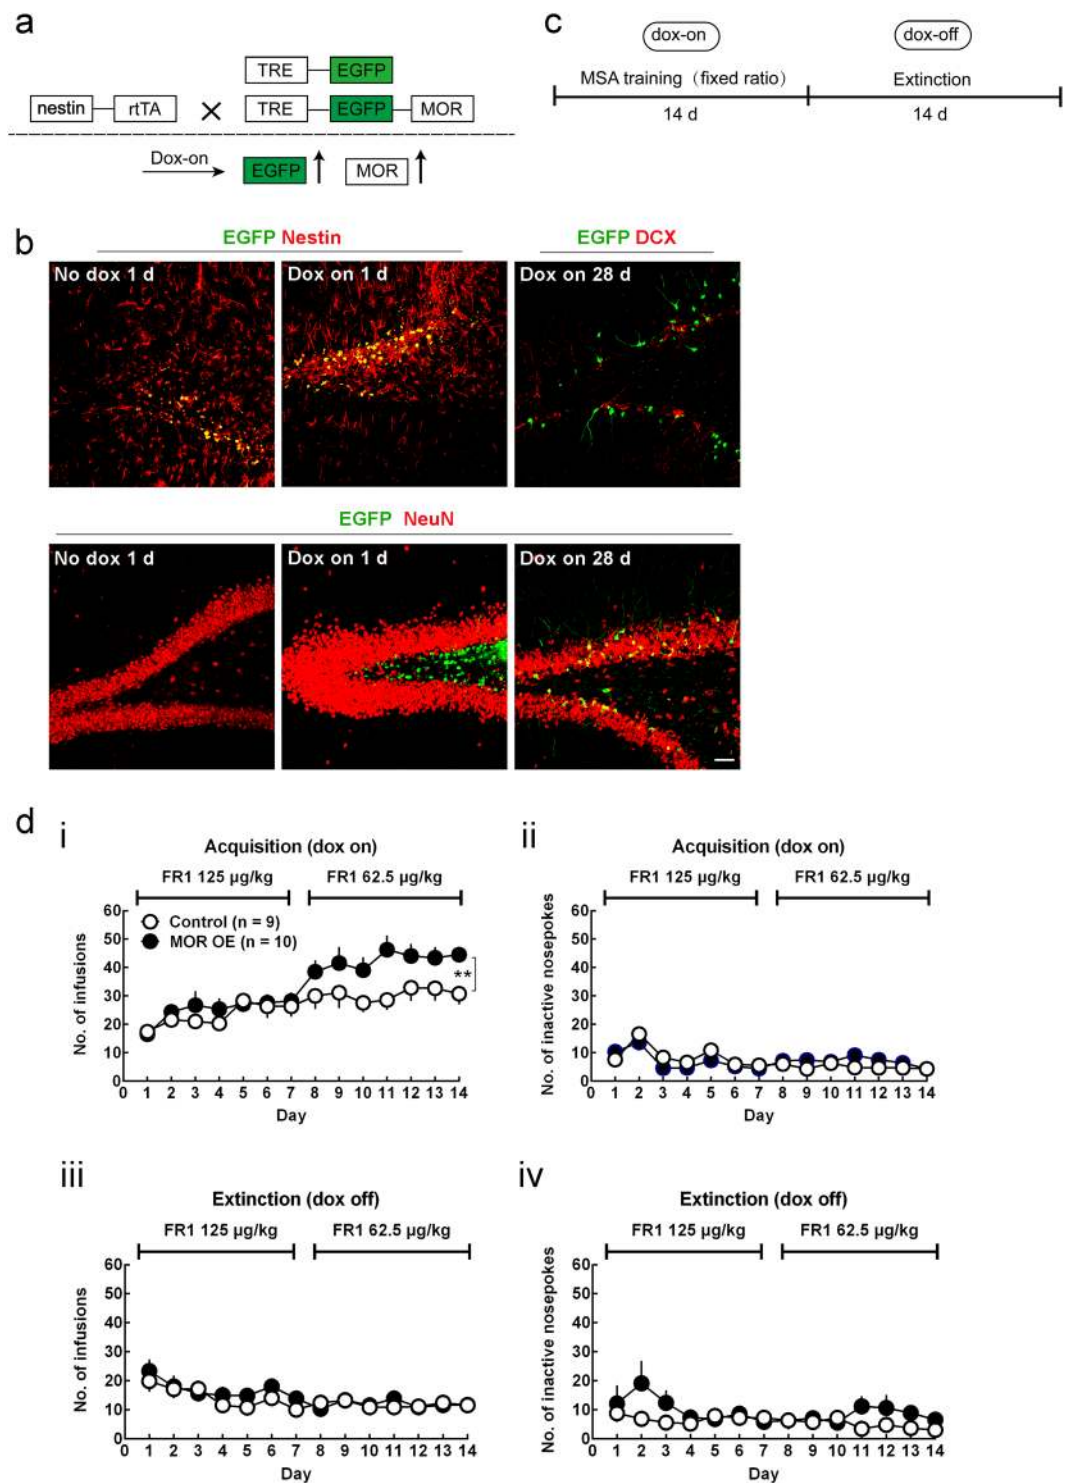 a
TRE EGFP
nestin rtTA × TRE EGFP MOR
Dox-on
EGFP MOR
c
dox-on dox-off
MSA training (fixed ratio) Extinction
14 d 14 d
b
EGFP Nestin EGFP DCX
No dox 1 d Dox on 1 d Dox on 28 d
EGFP NeuN
No dox 1 d Dox on 1 d Dox on 28 d
d
i
Acquisition (dox on)
FR1 125 µg/kg FR1 62.5 µg/kg
Control (n = 9)
MOR OE (n = 10)
**
No. of infusions
60
50
40
30
20
10
0
1 2 3 4 5 6 7 8 9 10 11 12 13 14
Day
ii
Acquisition (dox on)
FR1 125 µg/kg FR1 62.5 µg/kg
No. of inactive nosepokes
60
50
40
30
20
10
0
0 1 2 3 4 5 6 7 8 9 10 11 12 13 14
Day
iii
Extinction (dox off)
FR1 125 µg/kg FR1 62.5 µg/kg
No. of infusions
60
50
40
30
20
10
0
0 1 2 3 4 5 6 7 8 9 10 11 12 13 14
Day
iv
Extinction (dox off)
FR1 125 µg/kg FR1 62.5 µg/kg
No. of inactive nosepokes
60
50
40
30
20
10
0
0 1 2 3 4 5 6 7 8 9 10 11 12 13 14
Day